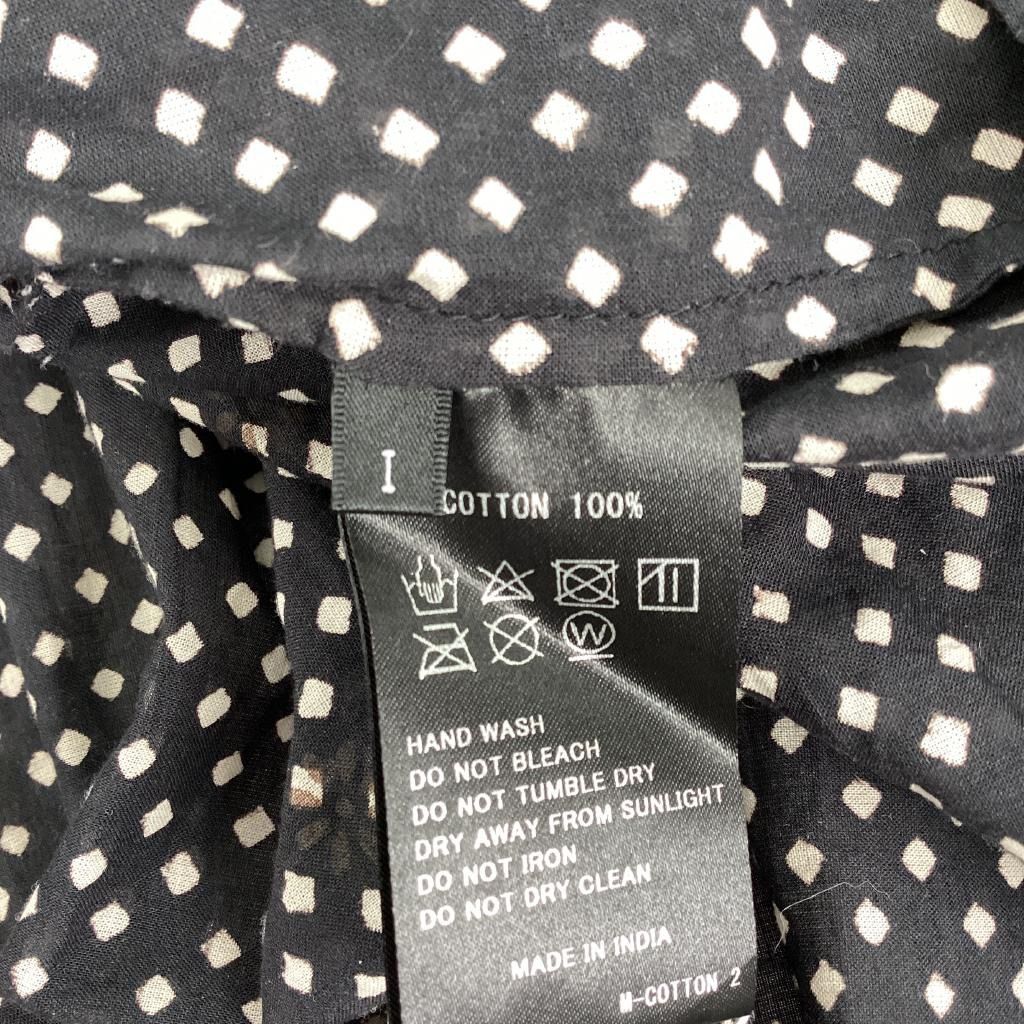 I
COTTON 100%
W
HAND WASH
DO NOT BLEACH
DO NOT TUMBLE DRY
DRY AWAY FROM SUNLIGHT
DO NOT IRON
DO NOT DRY CLEAN
MADE IN INDIA
M-COTTON 2